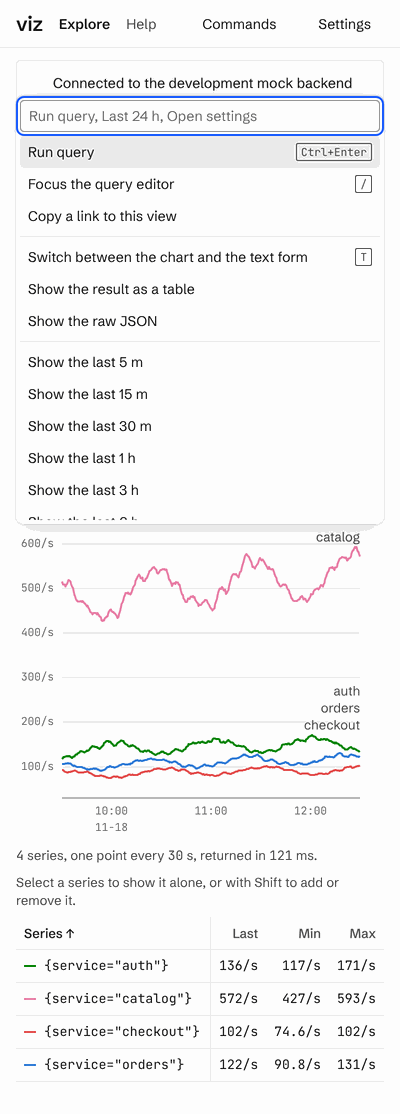 viz Explore Help Commands Settings
Connected to the development mock backend
Run query, Last 24 h, Open settings
Run query Ctrl+Enter
Focus the query editor /
Copy a link to this view
Switch between the chart and the text form T
Show the result as a table
Show the raw JSON
Show the last 5 m
Show the last 15 m
Show the last 30 m
Show the last 1 h
Show the last 3 h
catalog
600/s
500/s
400/s
300/s
auth
orders
200/s
checkout
100/s
10:00 11:00 12:00
11-18
4 series, one point every 30 s, returned in 121 ms.
Select a series to show it alone, or with Shift to add or
remove it.
Series ↑ Last Min Max
{service="auth"} 136/s 117/s 171/s
{service="catalog"} 572/s 427/s 593/s
{service="checkout"} 102/s 74.6/s 102/s
{service="orders"} 122/s 90.8/s 131/s